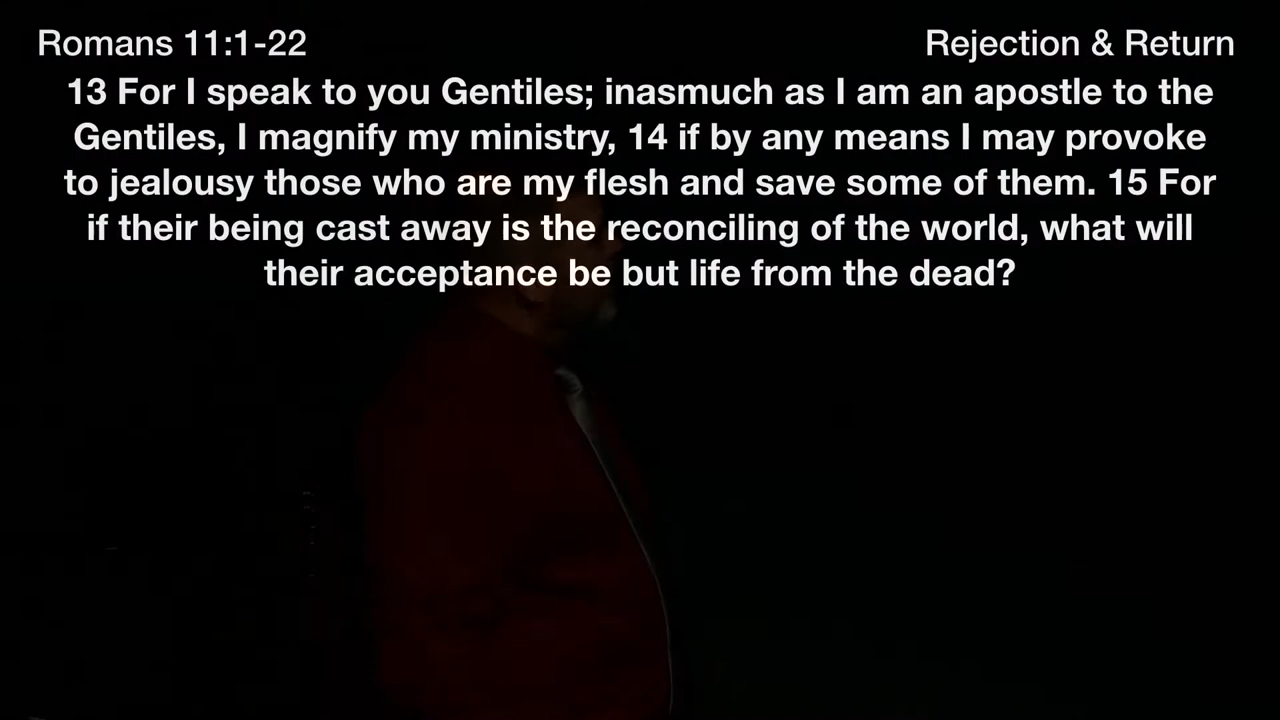 Romans 11:1-22
Rejection & Return
13 For I speak to you Gentiles; inasmuch as I am an apostle to the
Gentiles, I magnify my ministry, 14 if by any means I may provoke
to jealousy those who are my flesh and save some of them. 15 For
if their being cast away is the reconciling of the world, what will
their acceptance be but life from the dead?